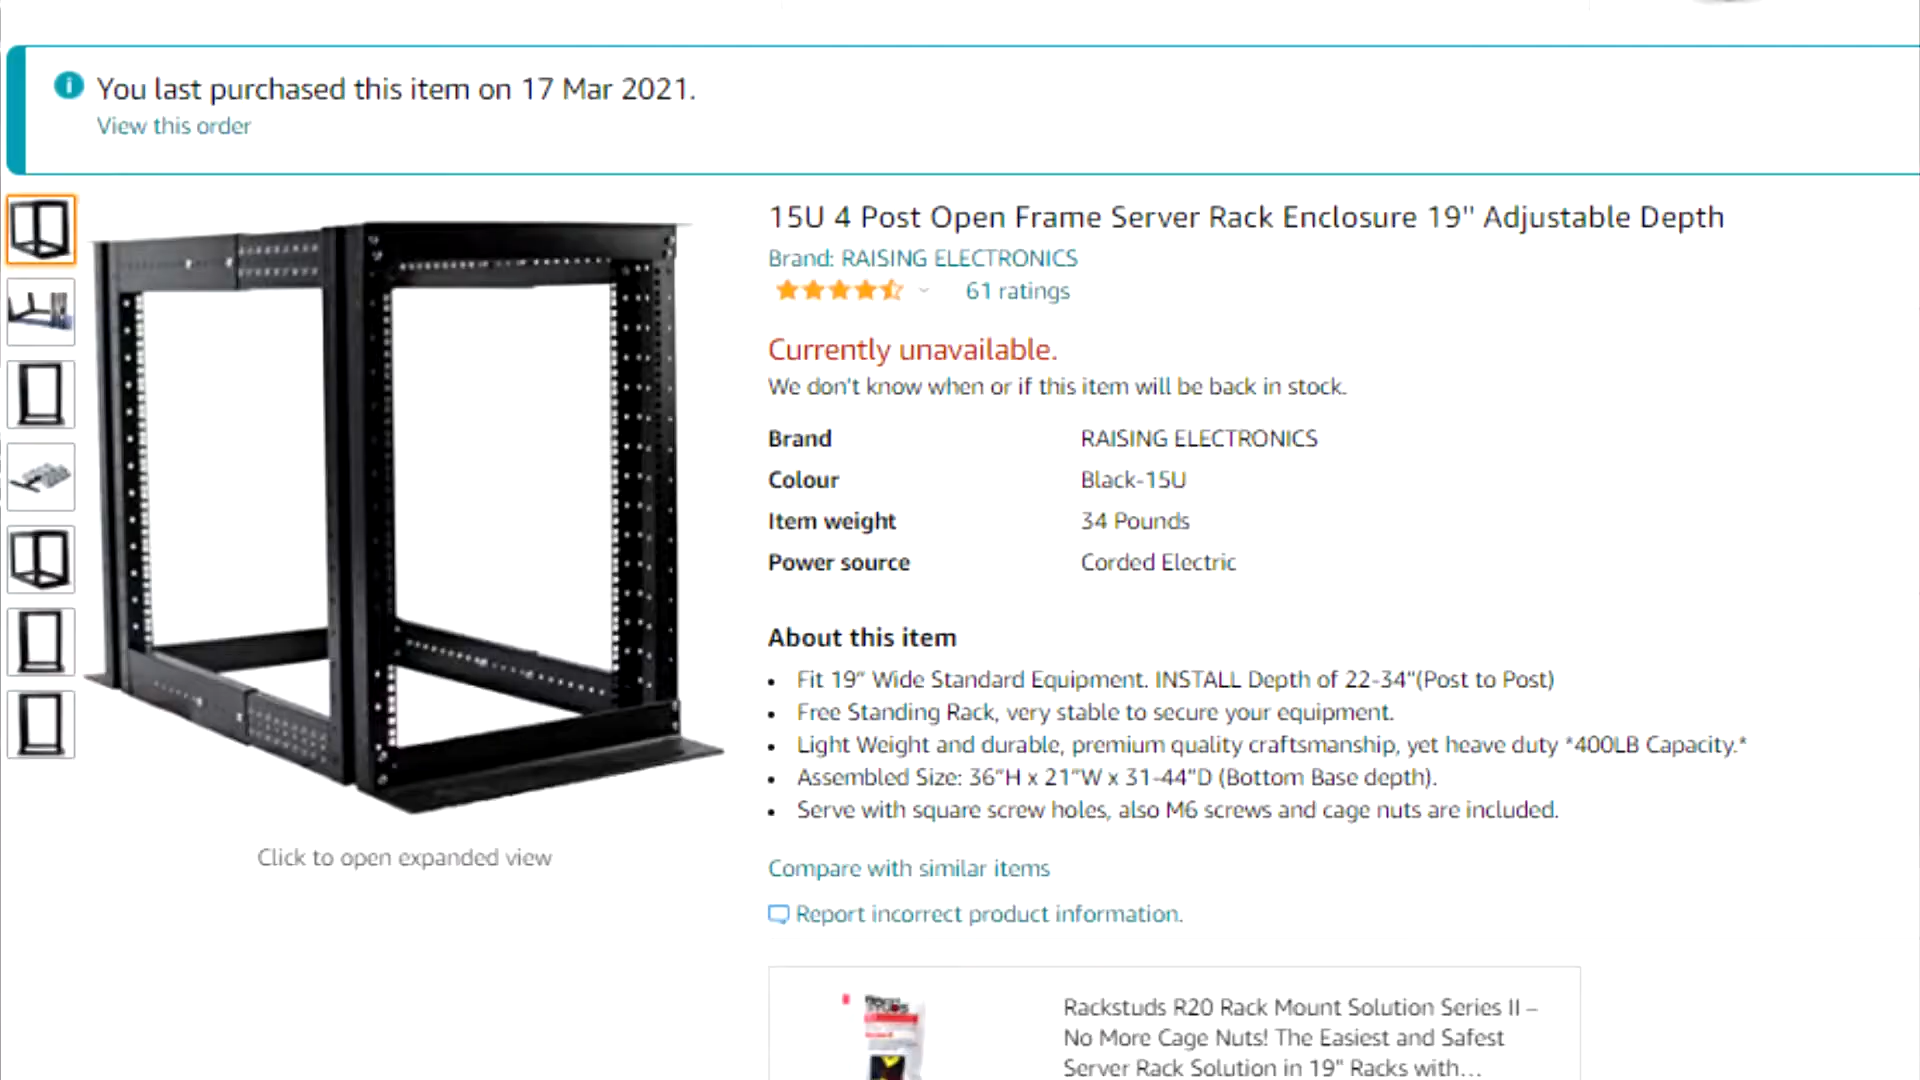 You last purchased this item on 17 Mar 2021.
View this order
15U 4 Post Open Frame Server Rack Enclosure 19" Adjustable Depth
Brand: RAISING ELECTRONICS
61 ratings
Currently unavailable.
We don't know when or if this item will be back in stock.
Brand RAISING ELECTRONICS
Colour Black-15U
Item weight 34 Pounds
Power source Corded Electric
About this item
• Fit 19” Wide Standard Equipment. INSTALL Depth of 22-34"(Post to Post)
• Free Standing Rack, very stable to secure your equipment.
• Light Weight and durable, premium quality craftsmanship, yet heave duty *400LB Capacity.*
• Assembled Size: 36”H x 21”W x 31-44”D (Bottom Base depth).
• Serve with square screw holes, also M6 screws and cage nuts are included.
Click to open expanded view
Compare with similar items
Report incorrect product information.
Rackstuds R20 Rack Mount Solution Series II –
No More Cage Nuts! The Easiest and Safest
Server Rack Solution in 19" Racks with...